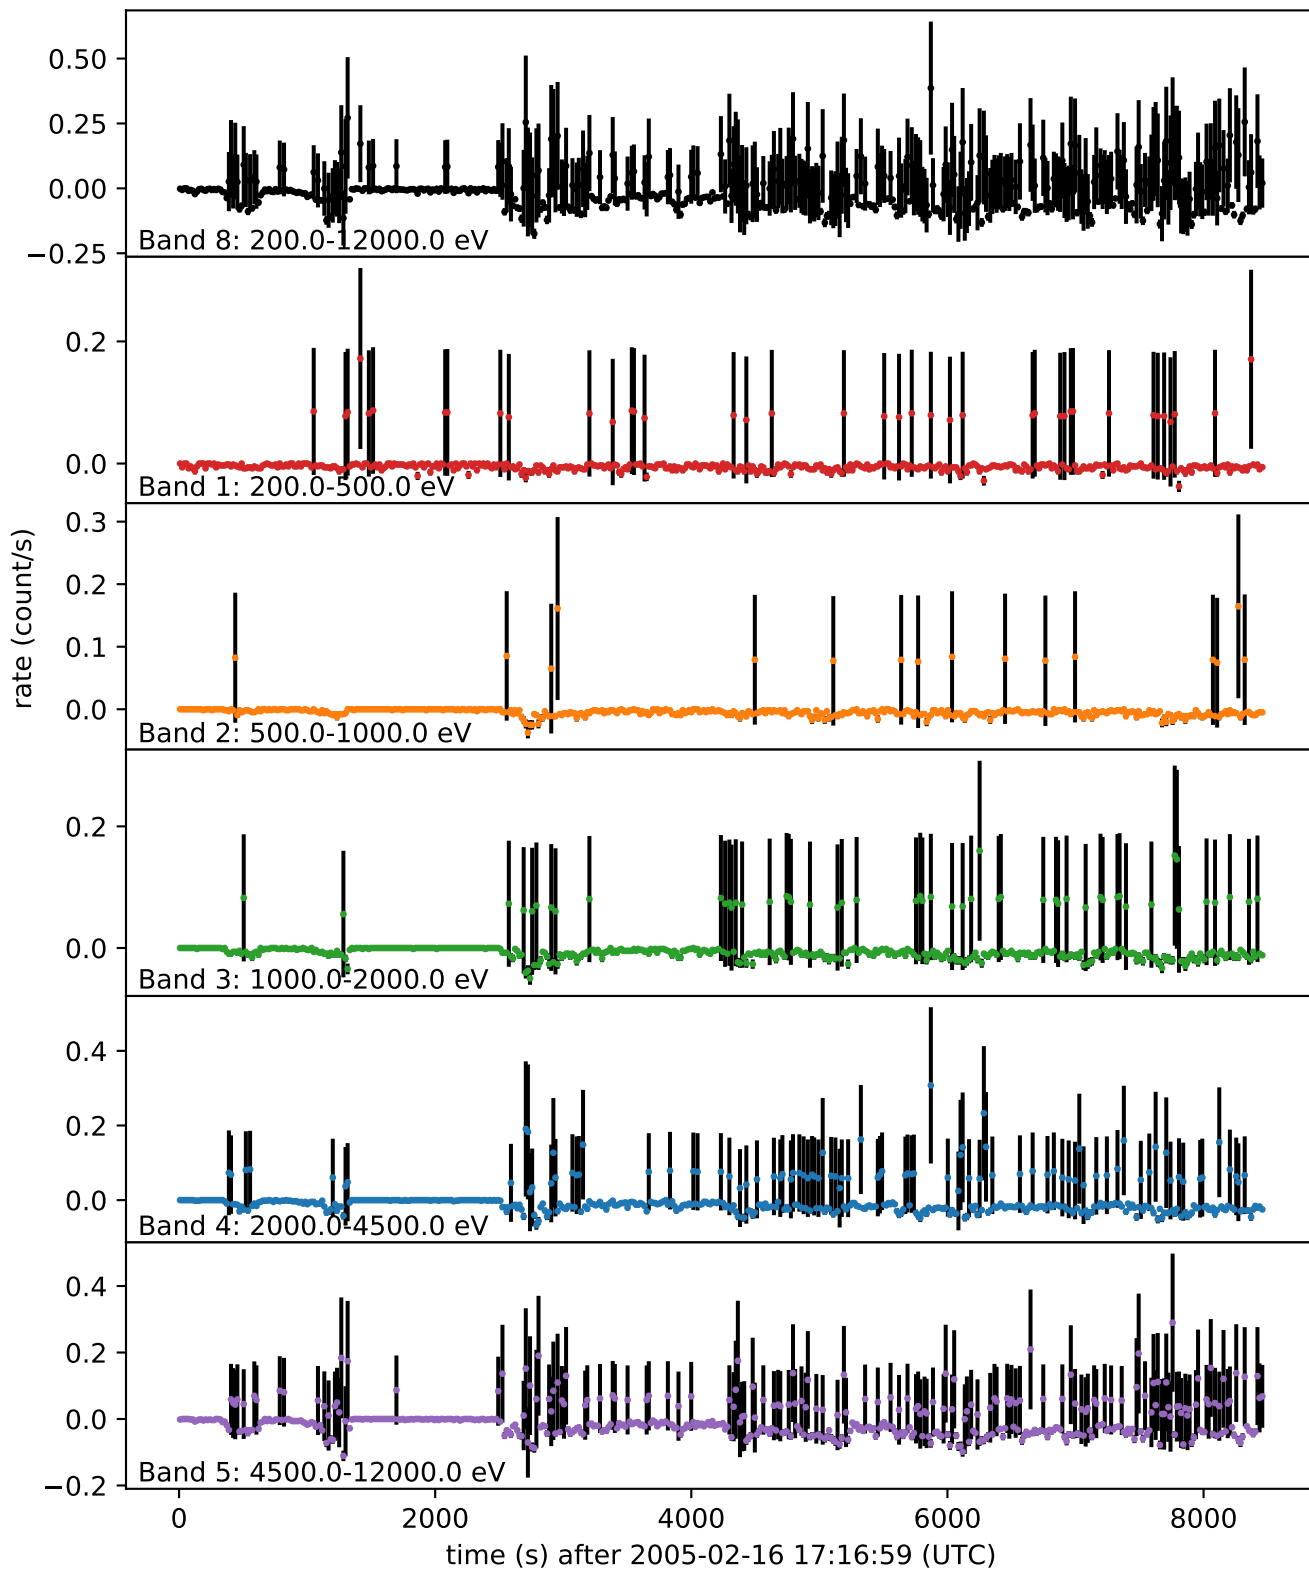 0.50
0.25
0.00
−0.25
Band 8: 200.0-12000.0 eV
0.2
0.0
Band 1: 200.0-500.0 eV
0.3
0.2
0.1
0.0
Band 2: 500.0-1000.0 eV
rate (count/s)
0.2
0.0
Band 3: 1000.0-2000.0 eV
0.4
0.2
0.0
Band 4: 2000.0-4500.0 eV
0.4
0.2
0.0
−0.2
Band 5: 4500.0-12000.0 eV
0 2000 4000 6000 8000
time (s) after 2005-02-16 17:16:59 (UTC)